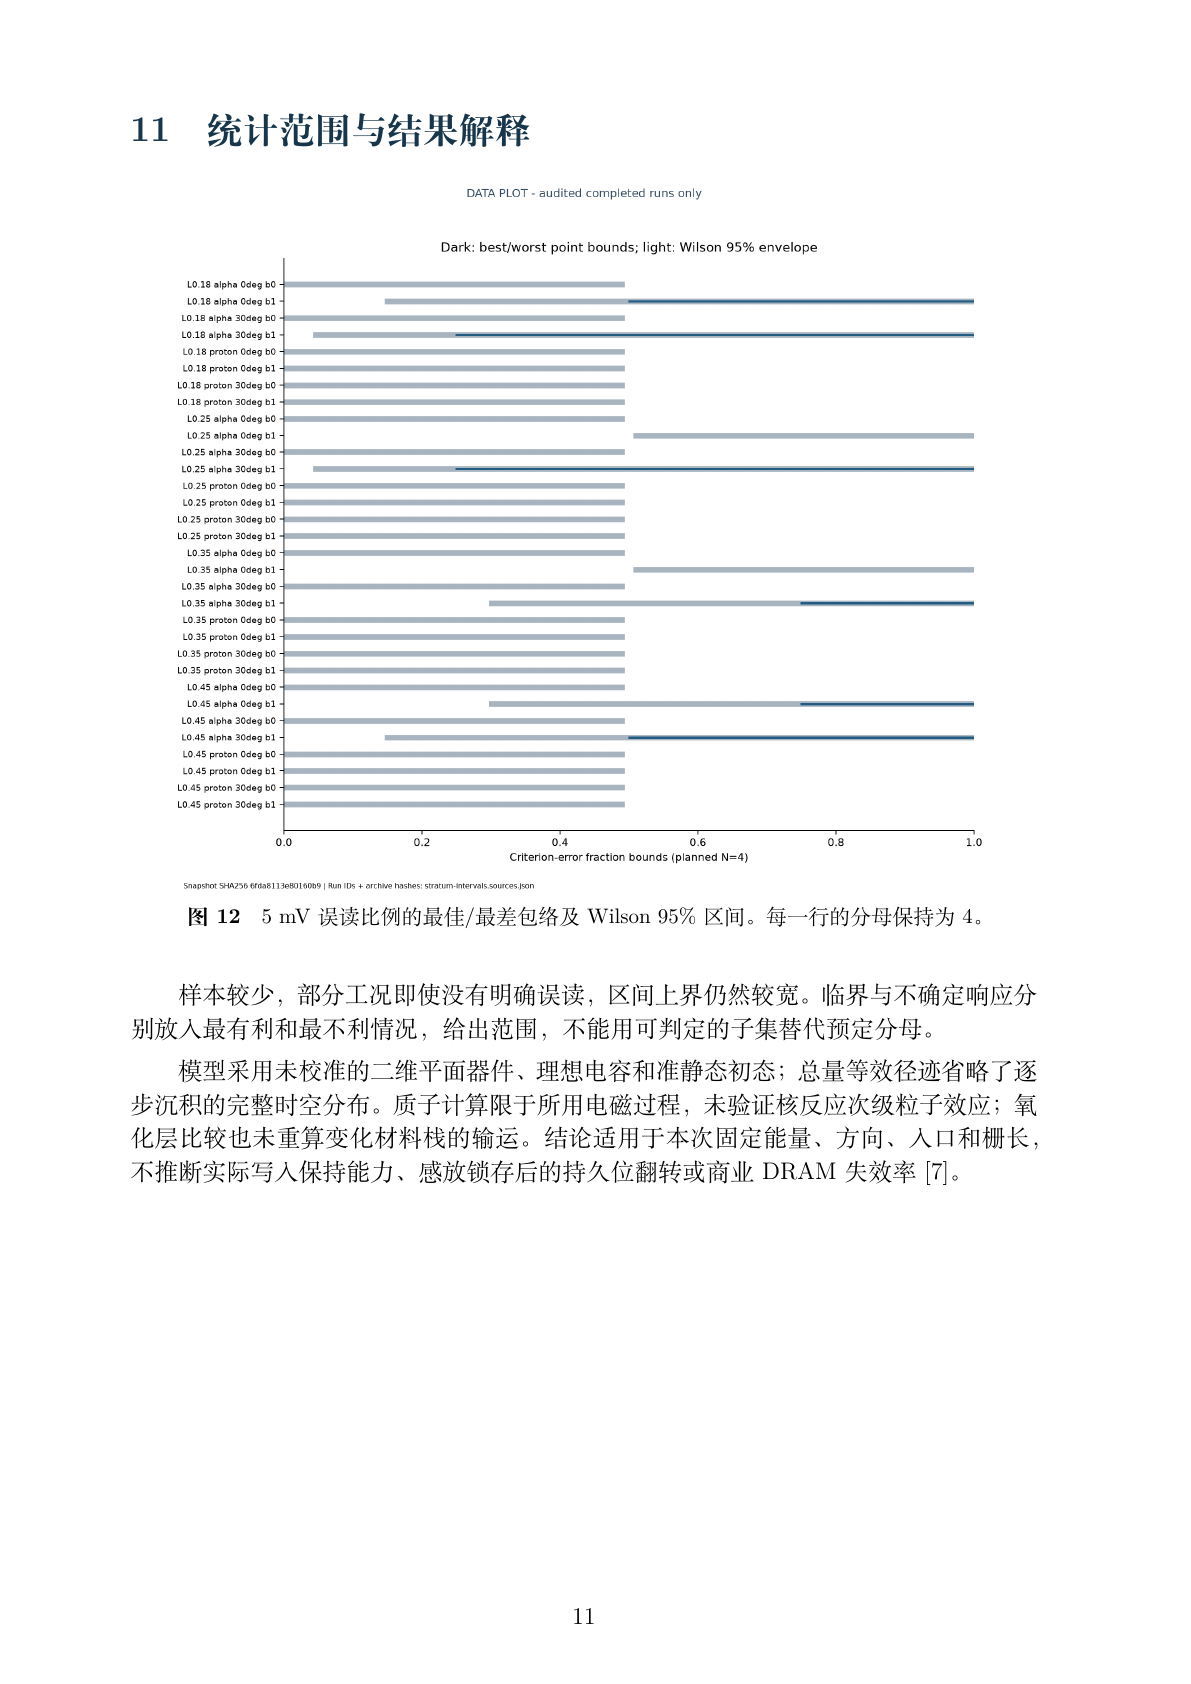 11 统计范围与结果解释
DATA PLOT - audited completed runs only
Dark: best/worst point bounds; light: Wilson 95% envelope
L0.18 alpha 0deg b0
L0.18 alpha 0deg b1
L0.18 alpha 30deg b0
L0.18 alpha 30deg b1
L0.18 proton 0deg b0
L0.18 proton 0deg b1
L0.18 proton 30deg b0
L0.18 proton 30deg b1
L0.25 alpha 0deg b0
L0.25 alpha 0deg b1
L0.25 alpha 30deg b0
L0.25 alpha 30deg b1
L0.25 proton 0deg b0
L0.25 proton 0deg b1
L0.25 proton 30deg b0
L0.25 proton 30deg b1
L0.35 alpha 0deg b0
L0.35 alpha 0deg b1
L0.35 alpha 30deg b0
L0.35 alpha 30deg b1
L0.35 proton 0deg b0
L0.35 proton 0deg b1
L0.35 proton 30deg b0
L0.35 proton 30deg b1
L0.45 alpha 0deg b0
L0.45 alpha 0deg b1
L0.45 alpha 30deg b0
L0.45 alpha 30deg b1
L0.45 proton 0deg b0
L0.45 proton 0deg b1
L0.45 proton 30deg b0
L0.45 proton 30deg b1
0.0 0.2 0.4 0.6 0.8 1.0
Criterion-error fraction bounds (planned N=4)
Snapshot SHA256 6fda8113e80160b9 | Run IDs + archive hashes: stratum-intervals.sources.json
图 12 5 mV 误读比例的最佳/最差包络及 Wilson 95% 区间。每一行的分母保持为 4。
样本较少，部分工况即使没有明确误读，区间上界仍然较宽。临界与不确定响应分
别放入最有利和最不利情况，给出范围，不能用可判定的子集替代预定分母。
模型采用未校准的二维平面器件、理想电容和准静态初态；总量等效径迹省略了逐
步沉积的完整时空分布。质子计算限于所用电磁过程，未验证核反应次级粒子效应；氧
化层比较也未重算变化材料栈的输运。结论适用于本次固定能量、方向、入口和栅长，
不推断实际写入保持能力、感放锁存后的持久位翻转或商业 DRAM 失效率 [7]。
11